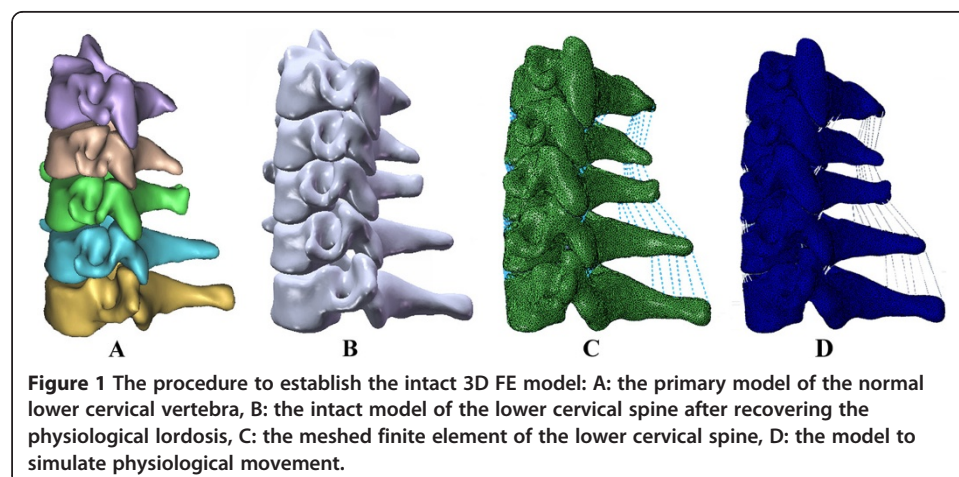 A
B
C
D
Figure 1 The procedure to establish the intact 3D FE model: A: the primary model of the normal
lower cervical vertebra, B: the intact model of the lower cervical spine after recovering the
physiological lordosis, C: the meshed finite element of the lower cervical spine, D: the model to
simulate physiological movement.